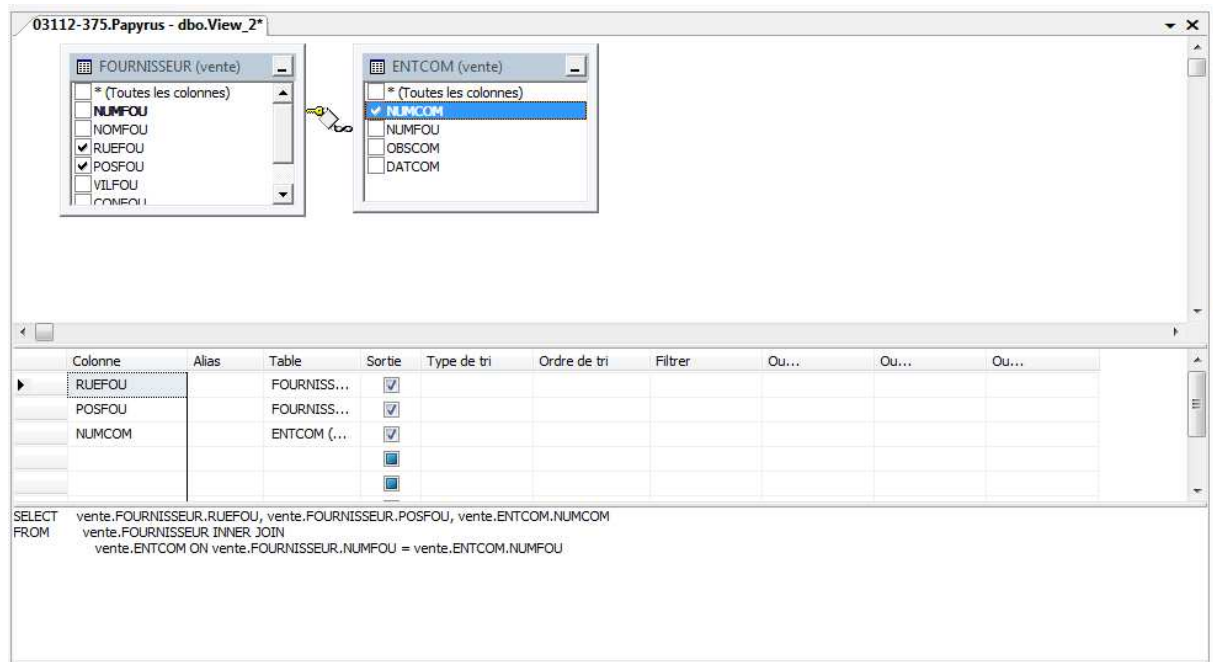 03112-375.Papyrus - dbo.View_2*
FOURNISSEUR (vente)
* (Toutes les colonnes)
NUMFOU
NOMFOU
RUEFOU
POSFOU
VILFOU
CONFOU
ENTCOM (vente)
* (Toutes les colonnes)
NUMCOM
NUMFOU
OBSCOM
DATCOM
Colonne Alias Table Sortie Type de tri Ordre de tri Filtrer Ou... Ou... Ou...
RUEFOU FOURNISS...
POSFOU FOURNISS...
NUMCOM ENTCOM (...
SELECT vente.FOURNISSEUR.RUEFOU, vente.FOURNISSEUR.POSFOU, vente.ENTCOM.NUMCOM
FROM vente.FOURNISSEUR INNER JOIN
vente.ENTCOM ON vente.FOURNISSEUR.NUMFOU = vente.ENTCOM.NUMFOU